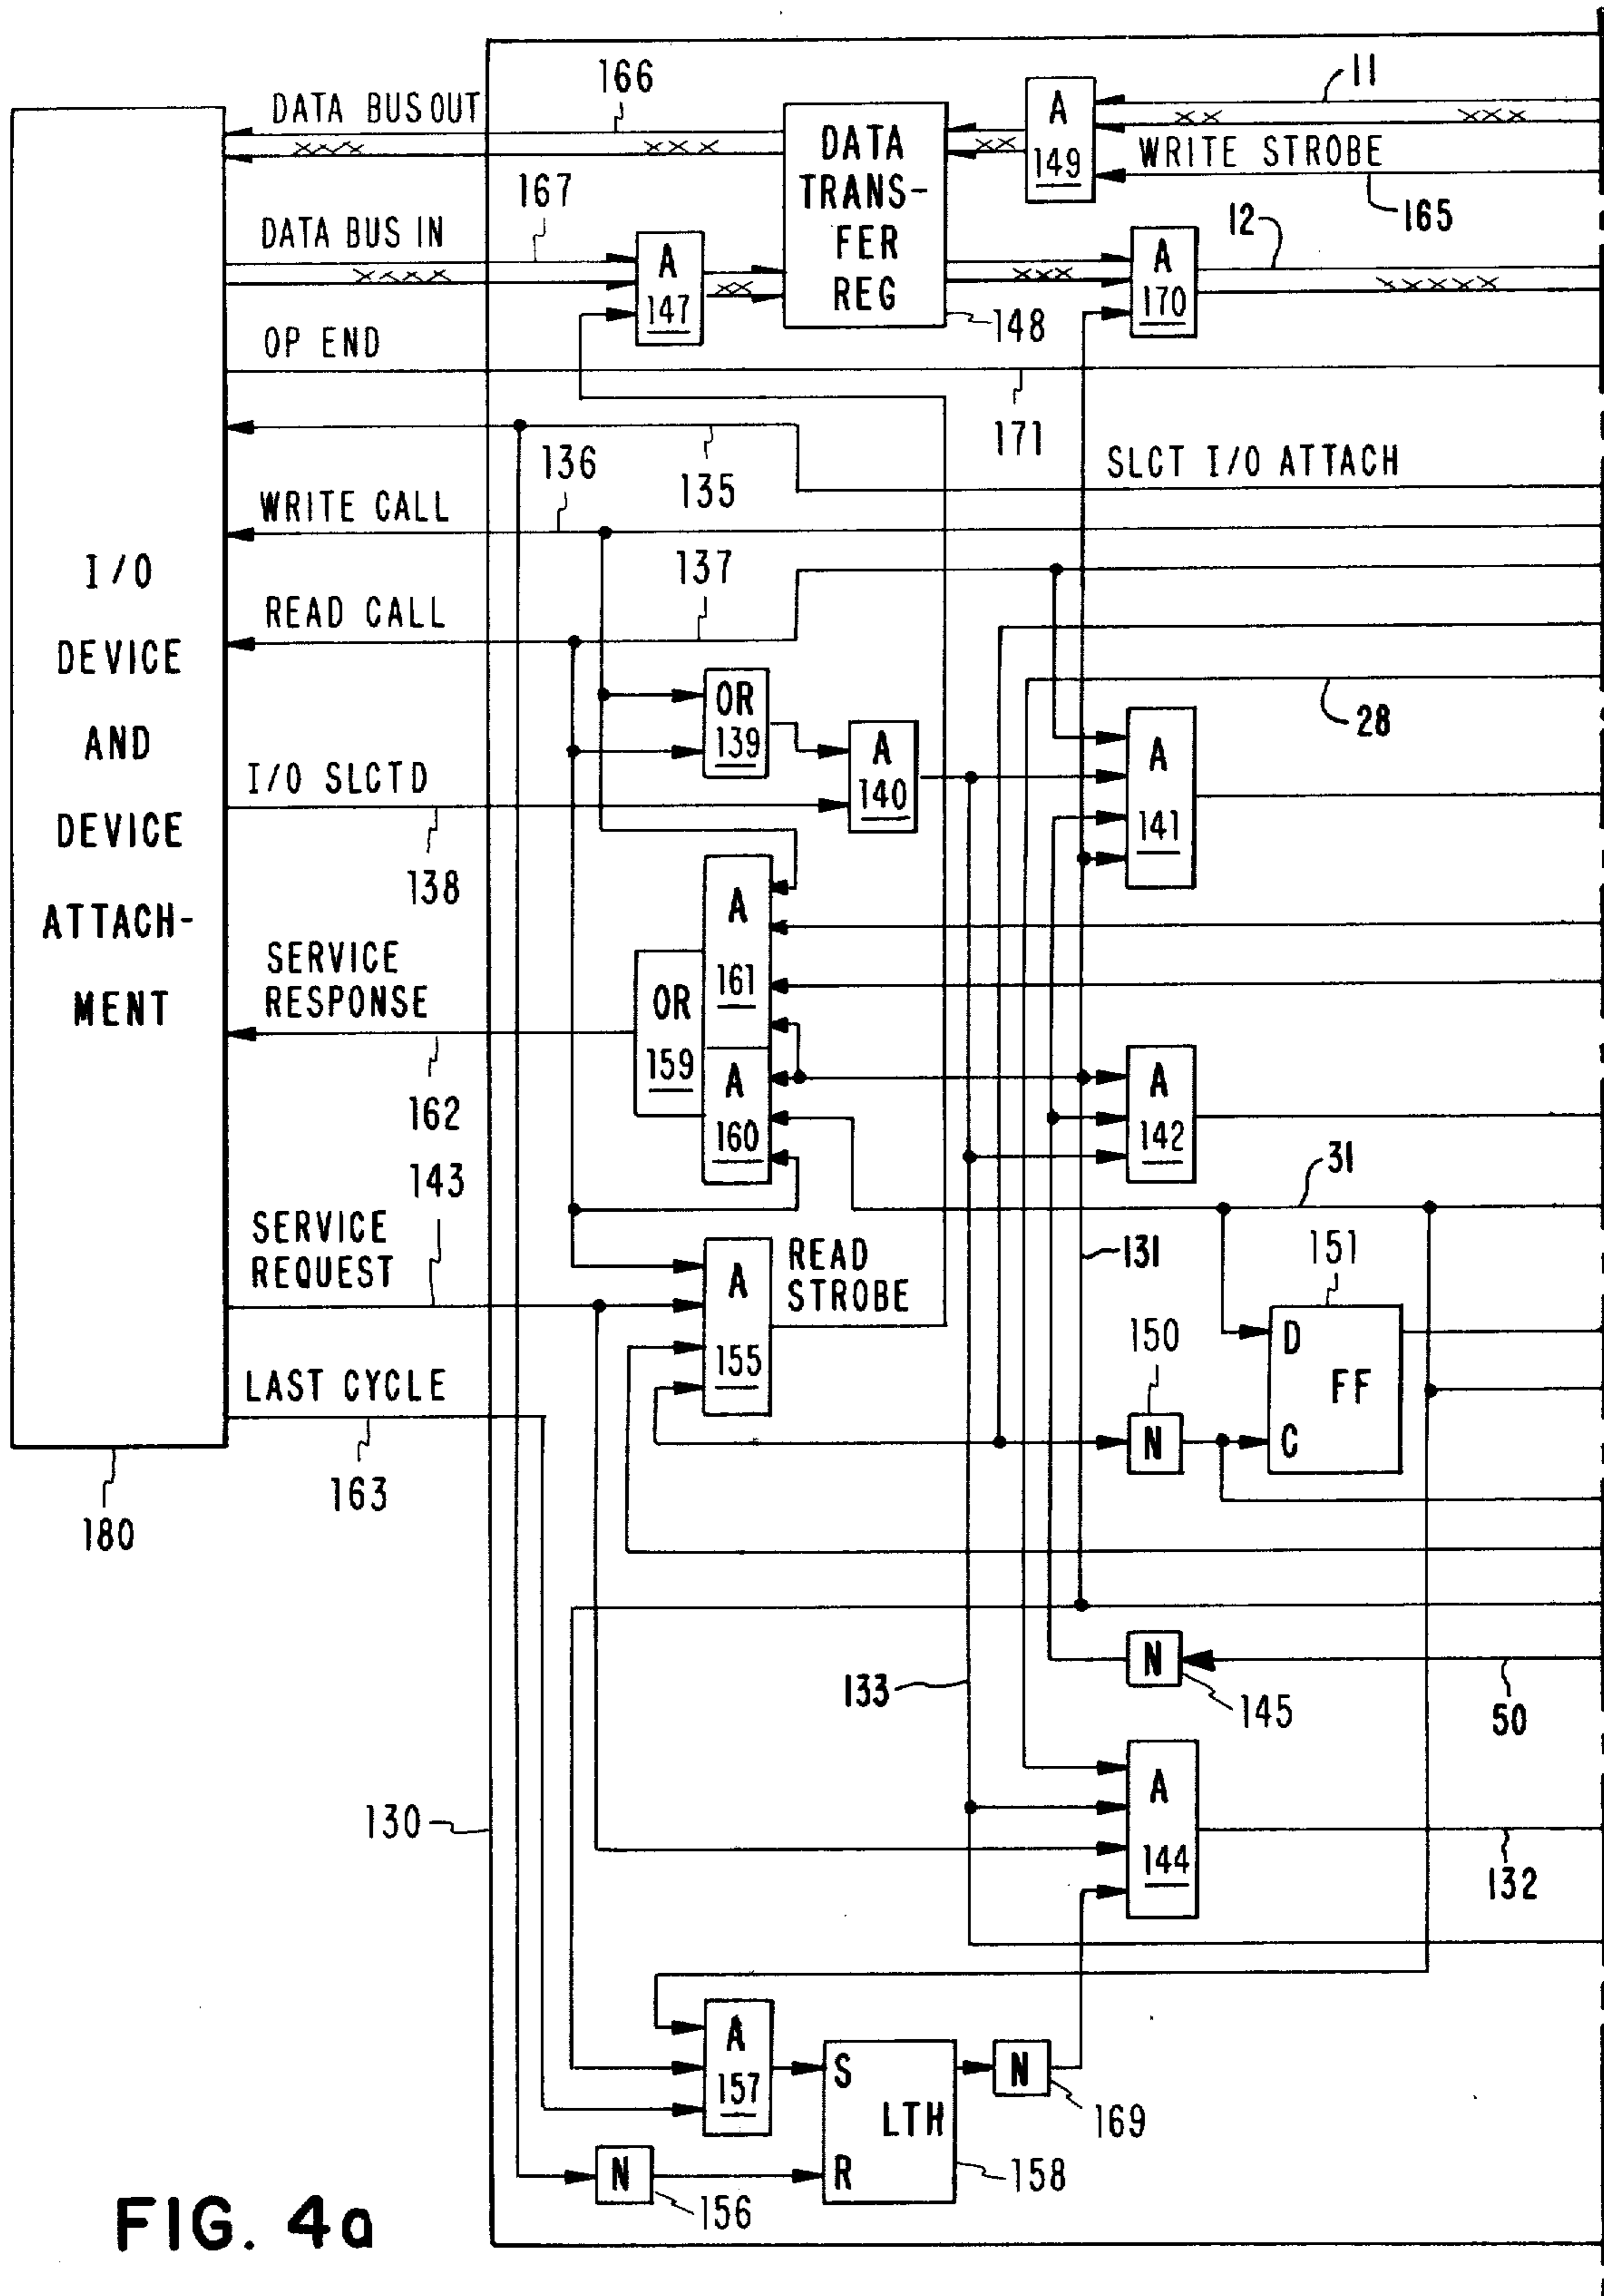 166
11
DATA BUS OUT
A
149
DATA
TRANS-
FER
REG
WRITE STROBE
165
167
12
DATA BUS IN
A
147
A
170
148
OP END
171
136
135
SLCT I/O ATTACH
WRITE CALL
137
READ CALL
I/O
DEVICE
AND
DEVICE
ATTACH-
MENT
OR
139
28
A
140
A
141
I/O SLCTD
138
A
161
OR
159
SERVICE
RESPONSE
A
160
A
142
162
143
31
151
SERVICE
REQUEST
READ
STROBE
131
A
155
150
D
FF
C
N
LAST CYCLE
163
180
N
145
50
133
A
144
130
132
A
157
S
LTH
R
N
169
158
N
156
FIG. 4a